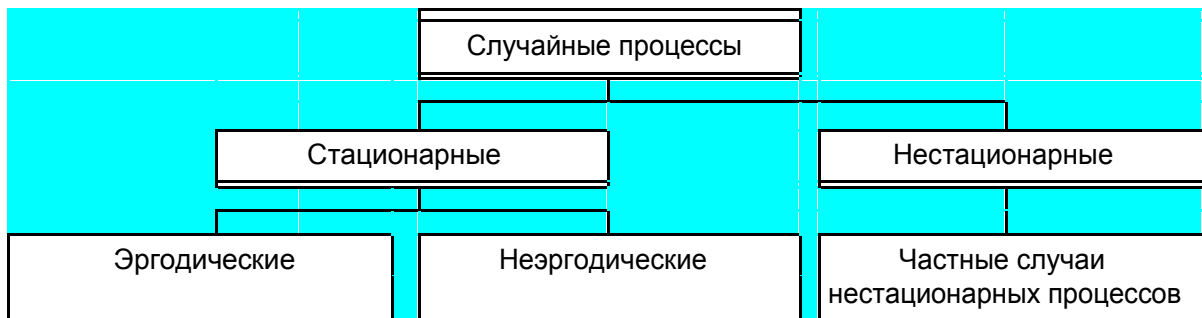 Случайные процессы
Стационарные
Нестационарные
Эргодические
Неэргодические
Частные случаи
нестационарных процессов